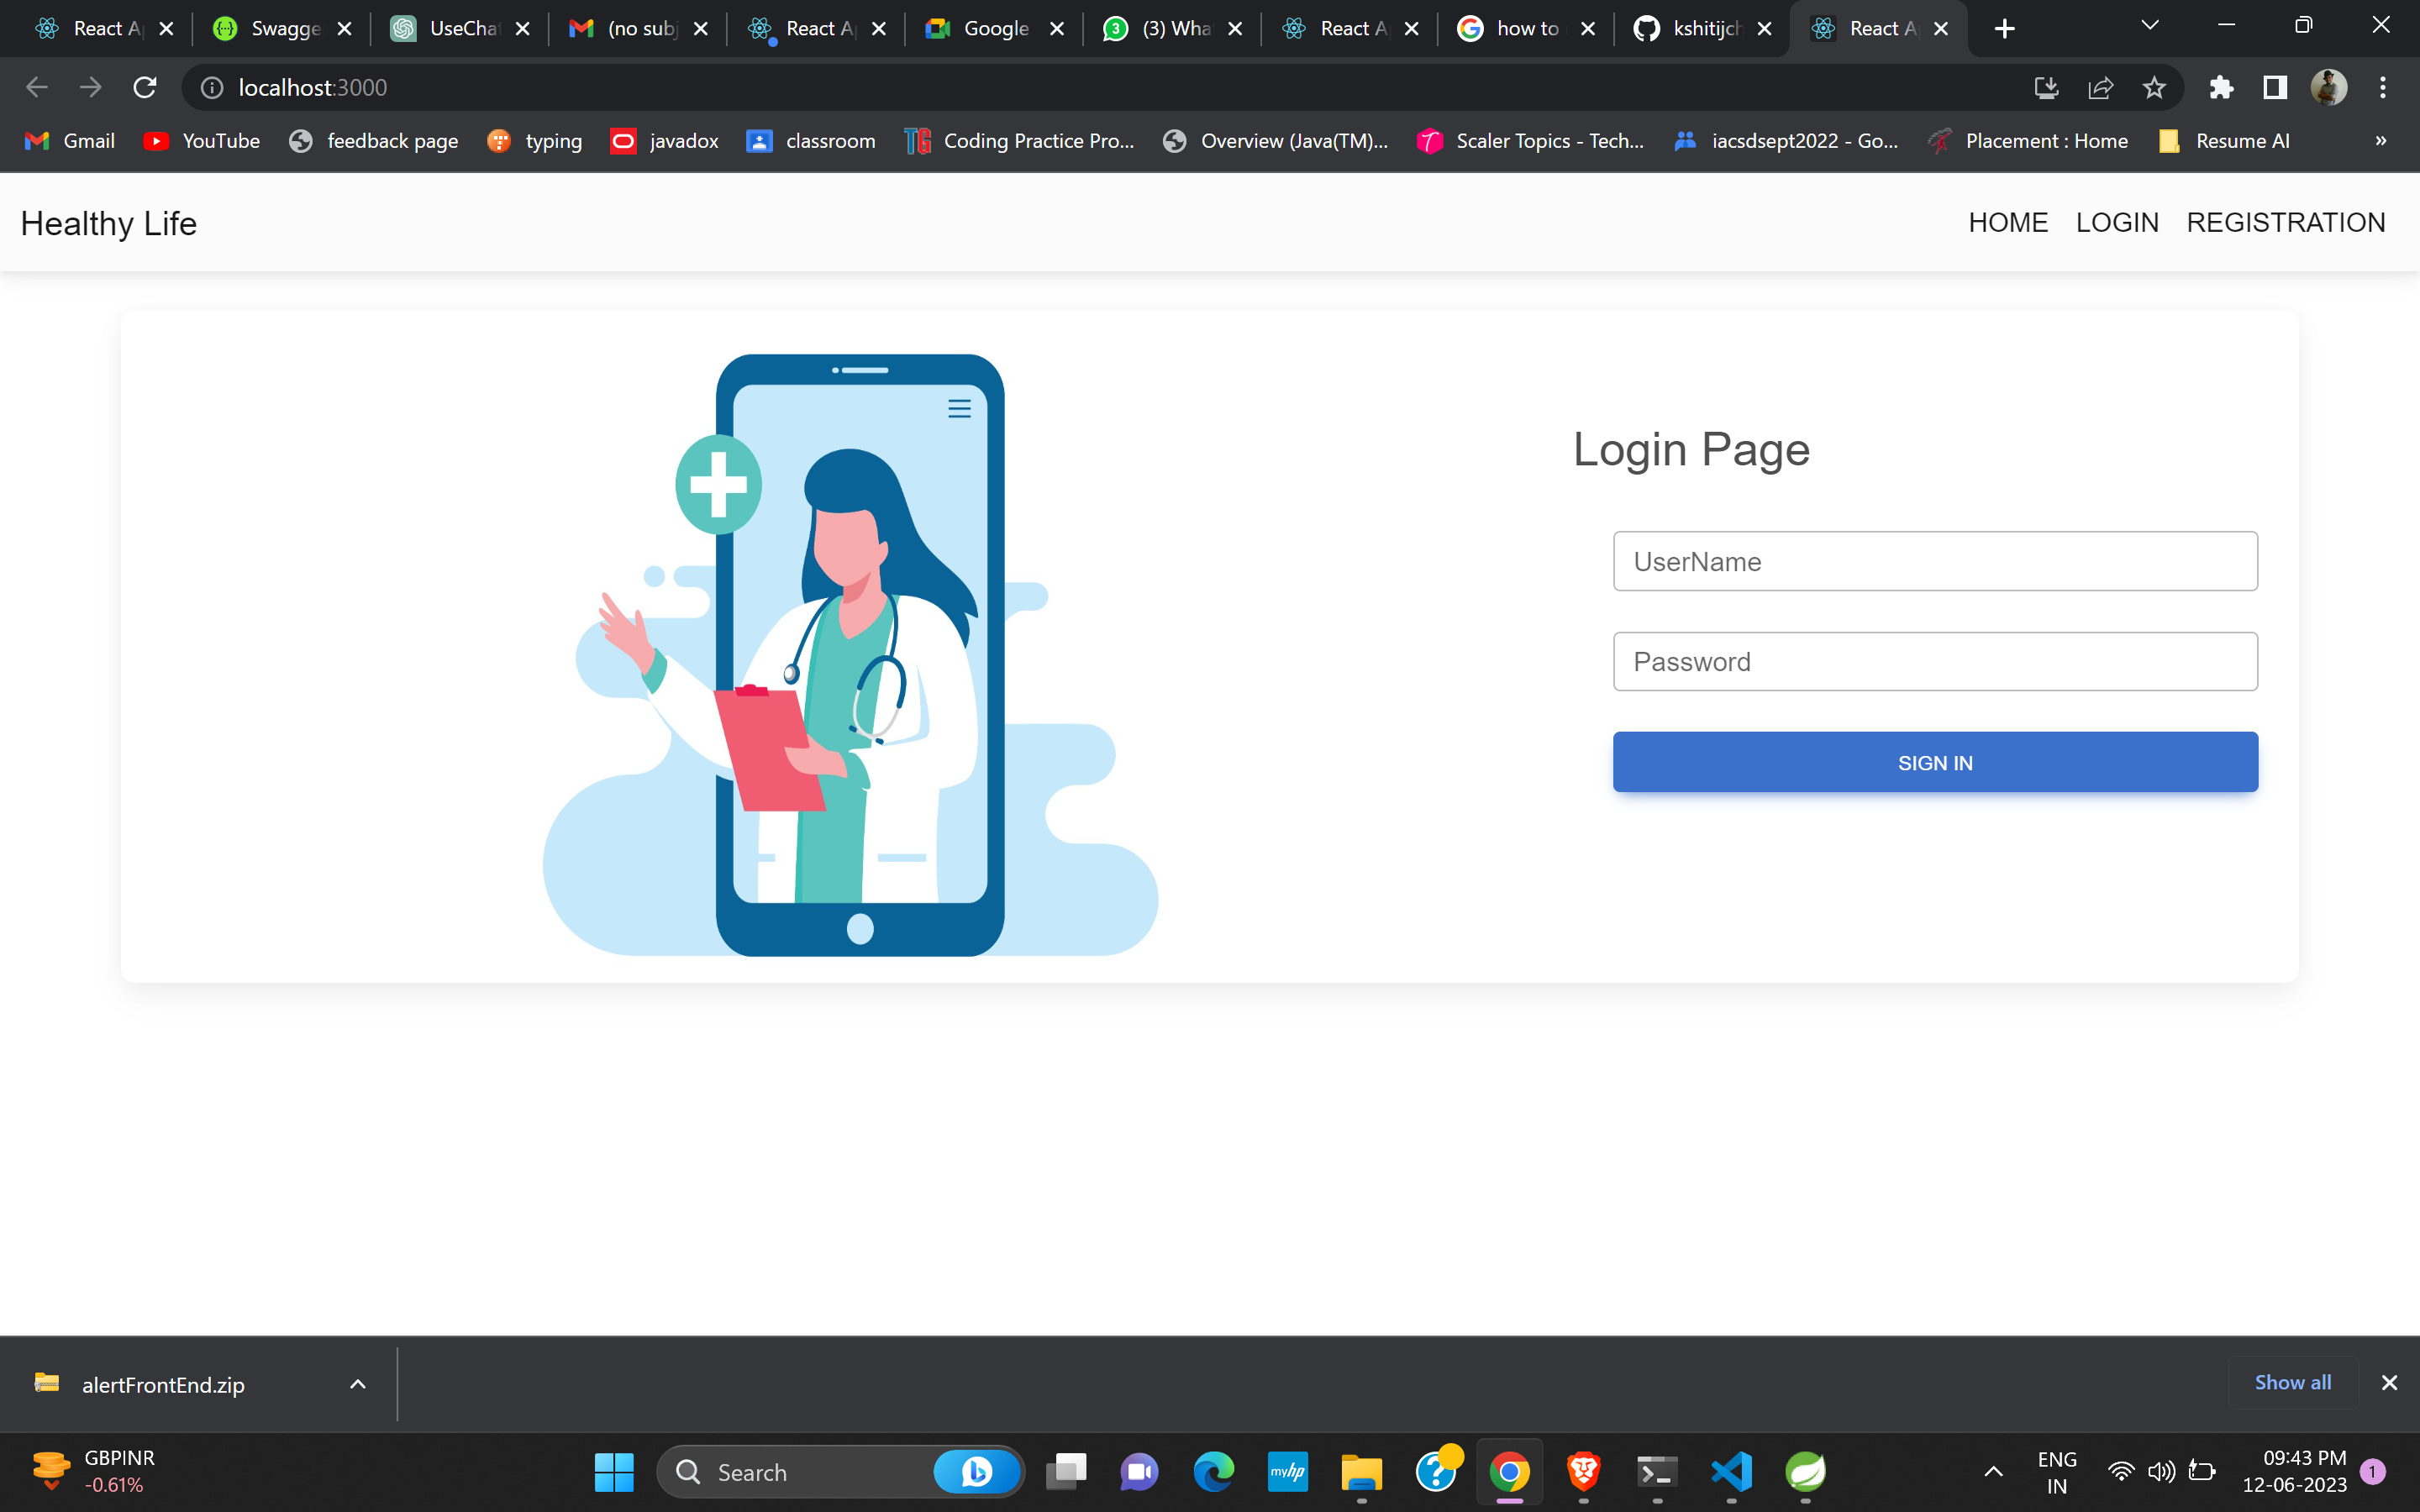 React A
Swagge
UseChat
(no subj
React A
Google
(3) Wha
React A
how to
kshitijch
React A
localhost:3000
Gmail
YouTube
feedback page
typing
javadox
classroom
Coding Practice Pro...
Overview (Java(TM)...
Scaler Topics - Tech...
iacsdsept2022 - Go...
Placement : Home
Resume AI
»
Healthy Life
HOME LOGIN REGISTRATION
Login Page
UserName
Password
SIGN IN
alertFrontEnd.zip
Show all
GBPINR
-0.61%
Search
myhp
ENG
IN
09:43 PM
12-06-2023
1